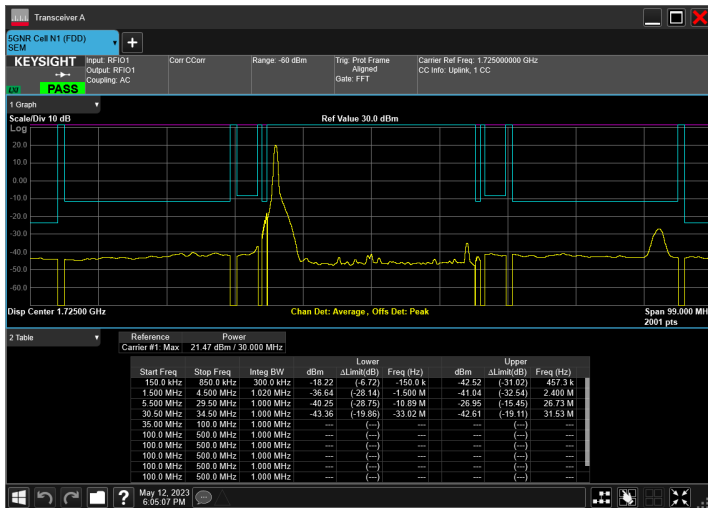 Transceiver A
5GNR Cell N1 (FDD)
SEM
KEYSIGHT
Input: RFIO1
Output: RFIO1
Coupling: AC
Corr CCorr
Range: -60 dBm
Trig: Prot Frame
Aligned
Gate: FFT
Carrier Ref Freq: 1.725000000 GHz
CC Info: Uplink, 1 CC
LXI
PASS
1 Graph
Scale/Div 10 dB
Ref Value 30.0 dBm
Log
20.0
10.0
0.00
-10.0
-20.0
-30.0
-40.0
-50.0
-60.0
Disp Center 1.72500 GHz
Chan Det: Average, Offs Det: Peak
Span 99.000 MH
2001 pts
2 Table
Reference Power
Carrier #1: Max 21.47 dBm / 30.000 MHz
Lower Upper
Start Freq Stop Freq Integ BW dBm ΔLimit(dB) Freq (Hz) dBm ΔLimit(dB) Freq (Hz)
150.0 kHz 850.0 kHz 300.0 kHz -18.22 (-6.72) -150.0 k -42.52 (-31.02) 457.3 k
1.500 MHz 4.500 MHz 1.020 MHz -36.64 (-28.14) -1.500 M -41.04 (-32.54) 2.400 M
5.500 MHz 29.50 MHz 1.000 MHz -40.25 (-28.75) -10.89 M -26.95 (-15.45) 26.73 M
30.50 MHz 34.50 MHz 1.000 MHz -43.36 (-19.86) -33.02 M -42.61 (-19.11) 31.53 M
35.00 MHz 100.0 MHz 1.000 MHz --- (---) --- --- (---) ---
100.0 MHz 500.0 MHz 1.000 MHz --- (---) --- --- (---) ---
100.0 MHz 500.0 MHz 1.000 MHz --- (---) --- --- (---) ---
100.0 MHz 500.0 MHz 1.000 MHz --- (---) --- --- (---) ---
100.0 MHz 500.0 MHz 1.000 MHz --- (---) --- --- (---) ---
100.0 MHz 500.0 MHz 1.000 MHz --- (---) --- --- (---) ---
May 12, 2023
6:05:07 PM